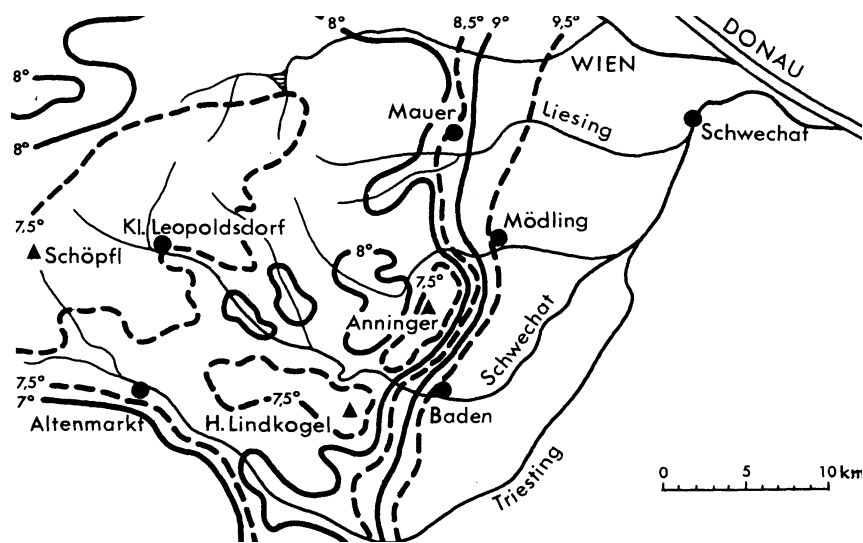 8° 8,5° 9° 9,5°
DONAU
WIEN
8°
Mauer
Liesing
Schwechat
8°
7,5°
Kl. Leopoldsdorf
Mödling
Schöpfl
8°
7,5°
Anninger
Schwechat
7,5°
7°
7,5°
Altenmarkt
H. Lindkogel
Baden
Triesting
0 5 10 km